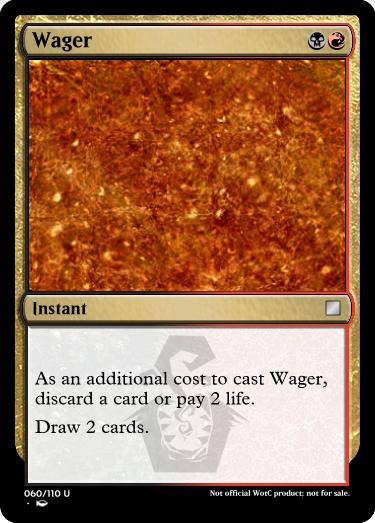 Wager
Instant
As an additional cost to cast Wager,
discard a card or pay 2 life.
Draw 2 cards.
060/110 U
Not official WotC product; not for sale.